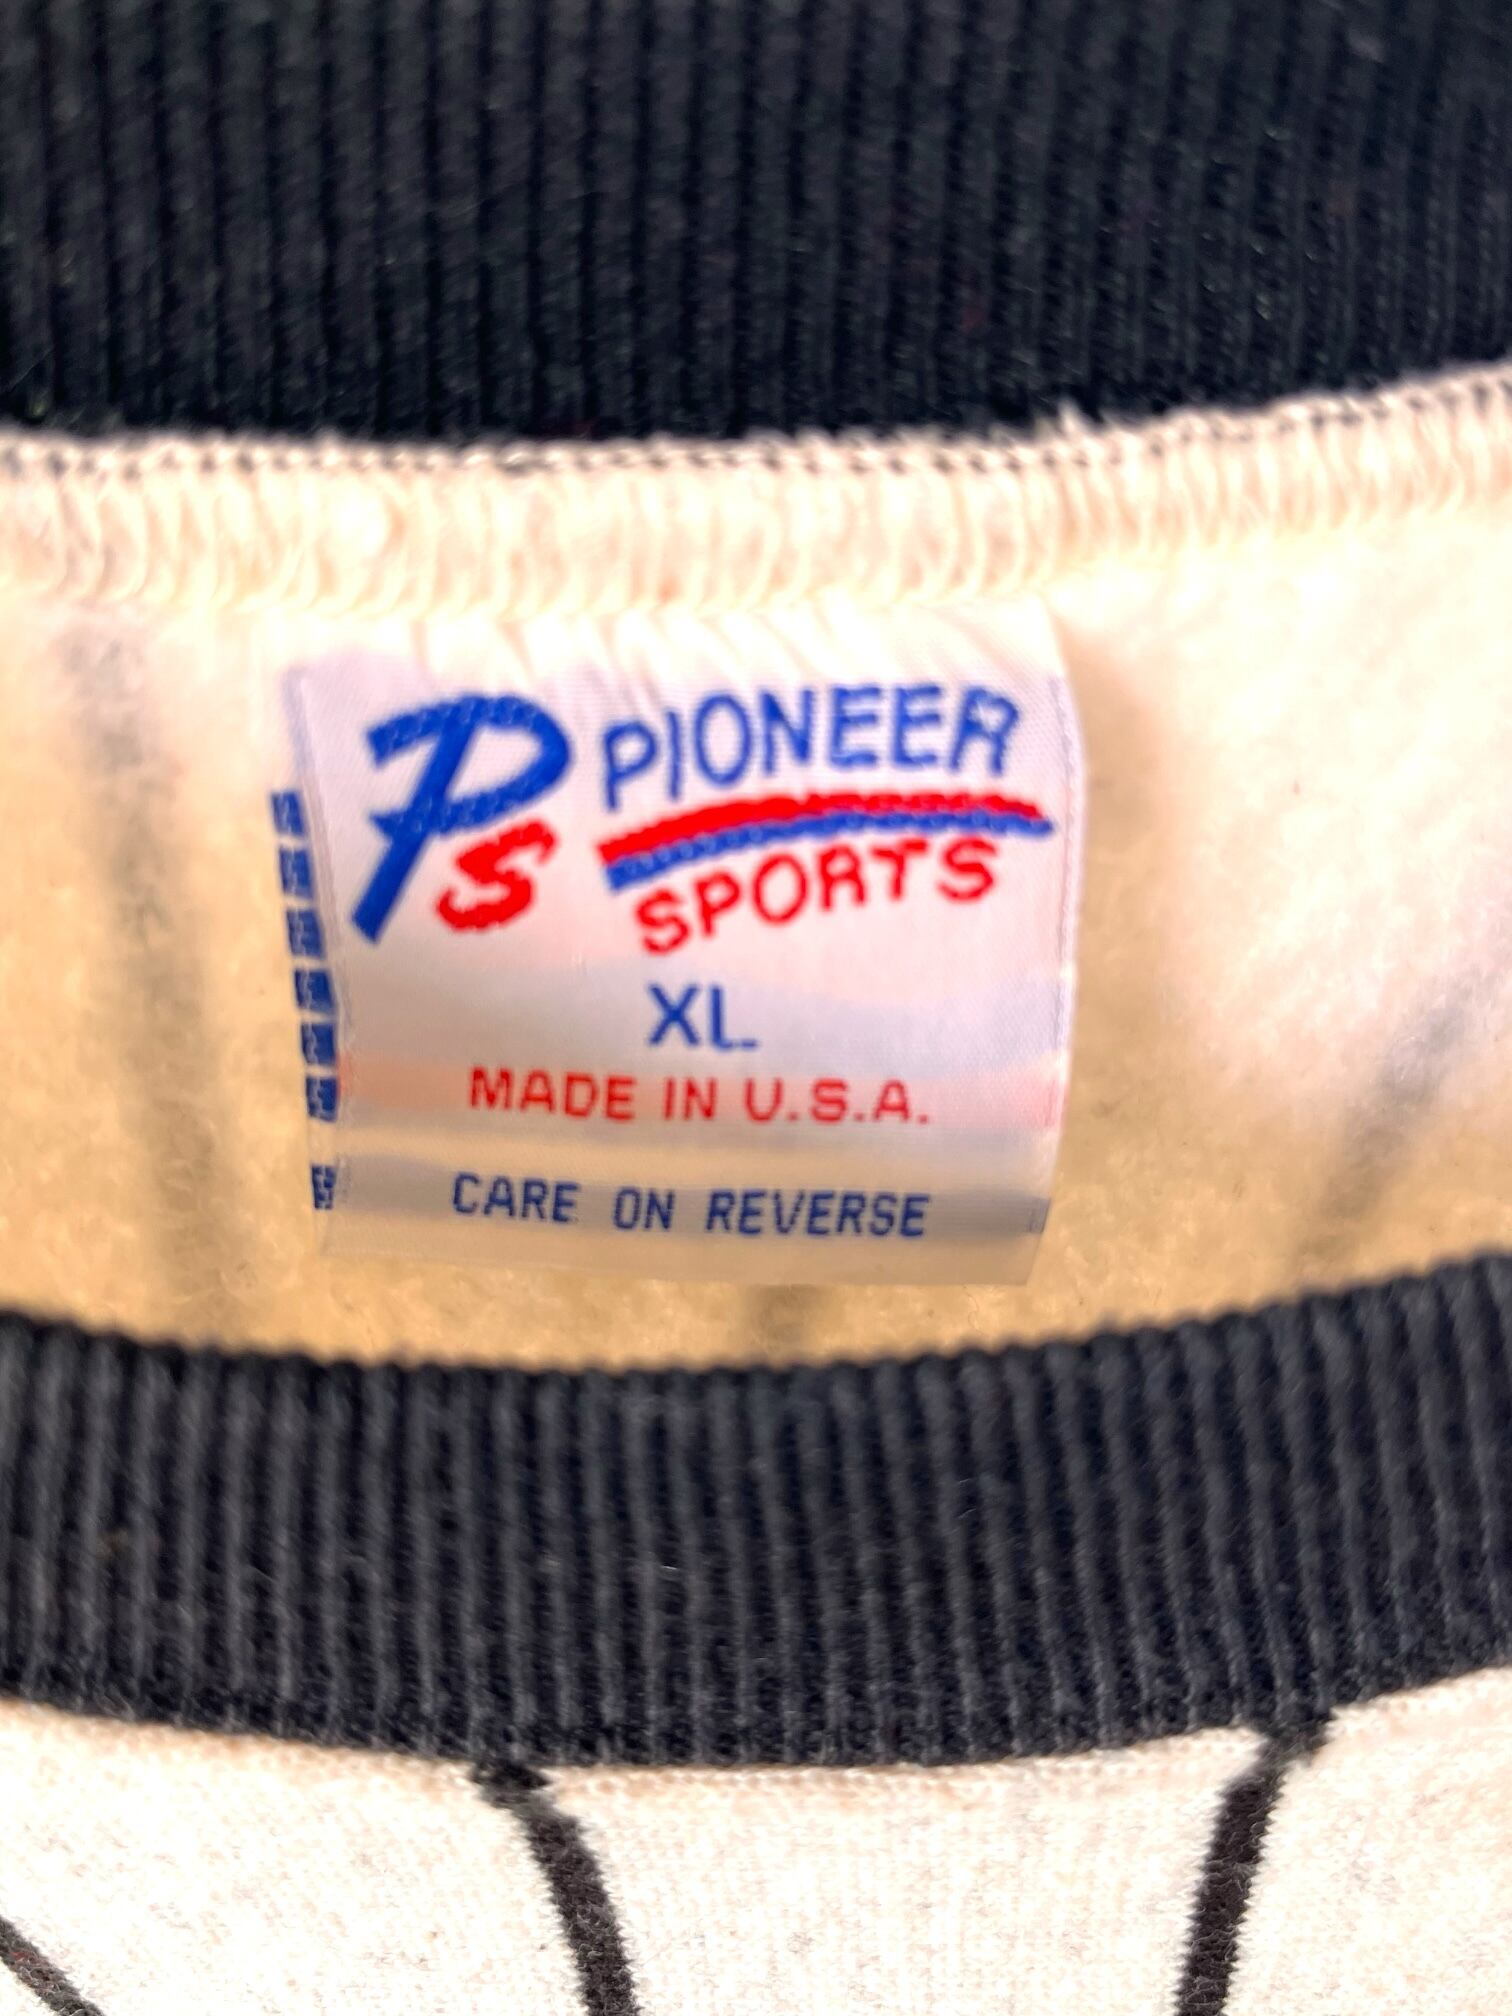 PS PIONEER
SPORTS
XL
MADE IN U.S.A.
CARE ON REVERSE